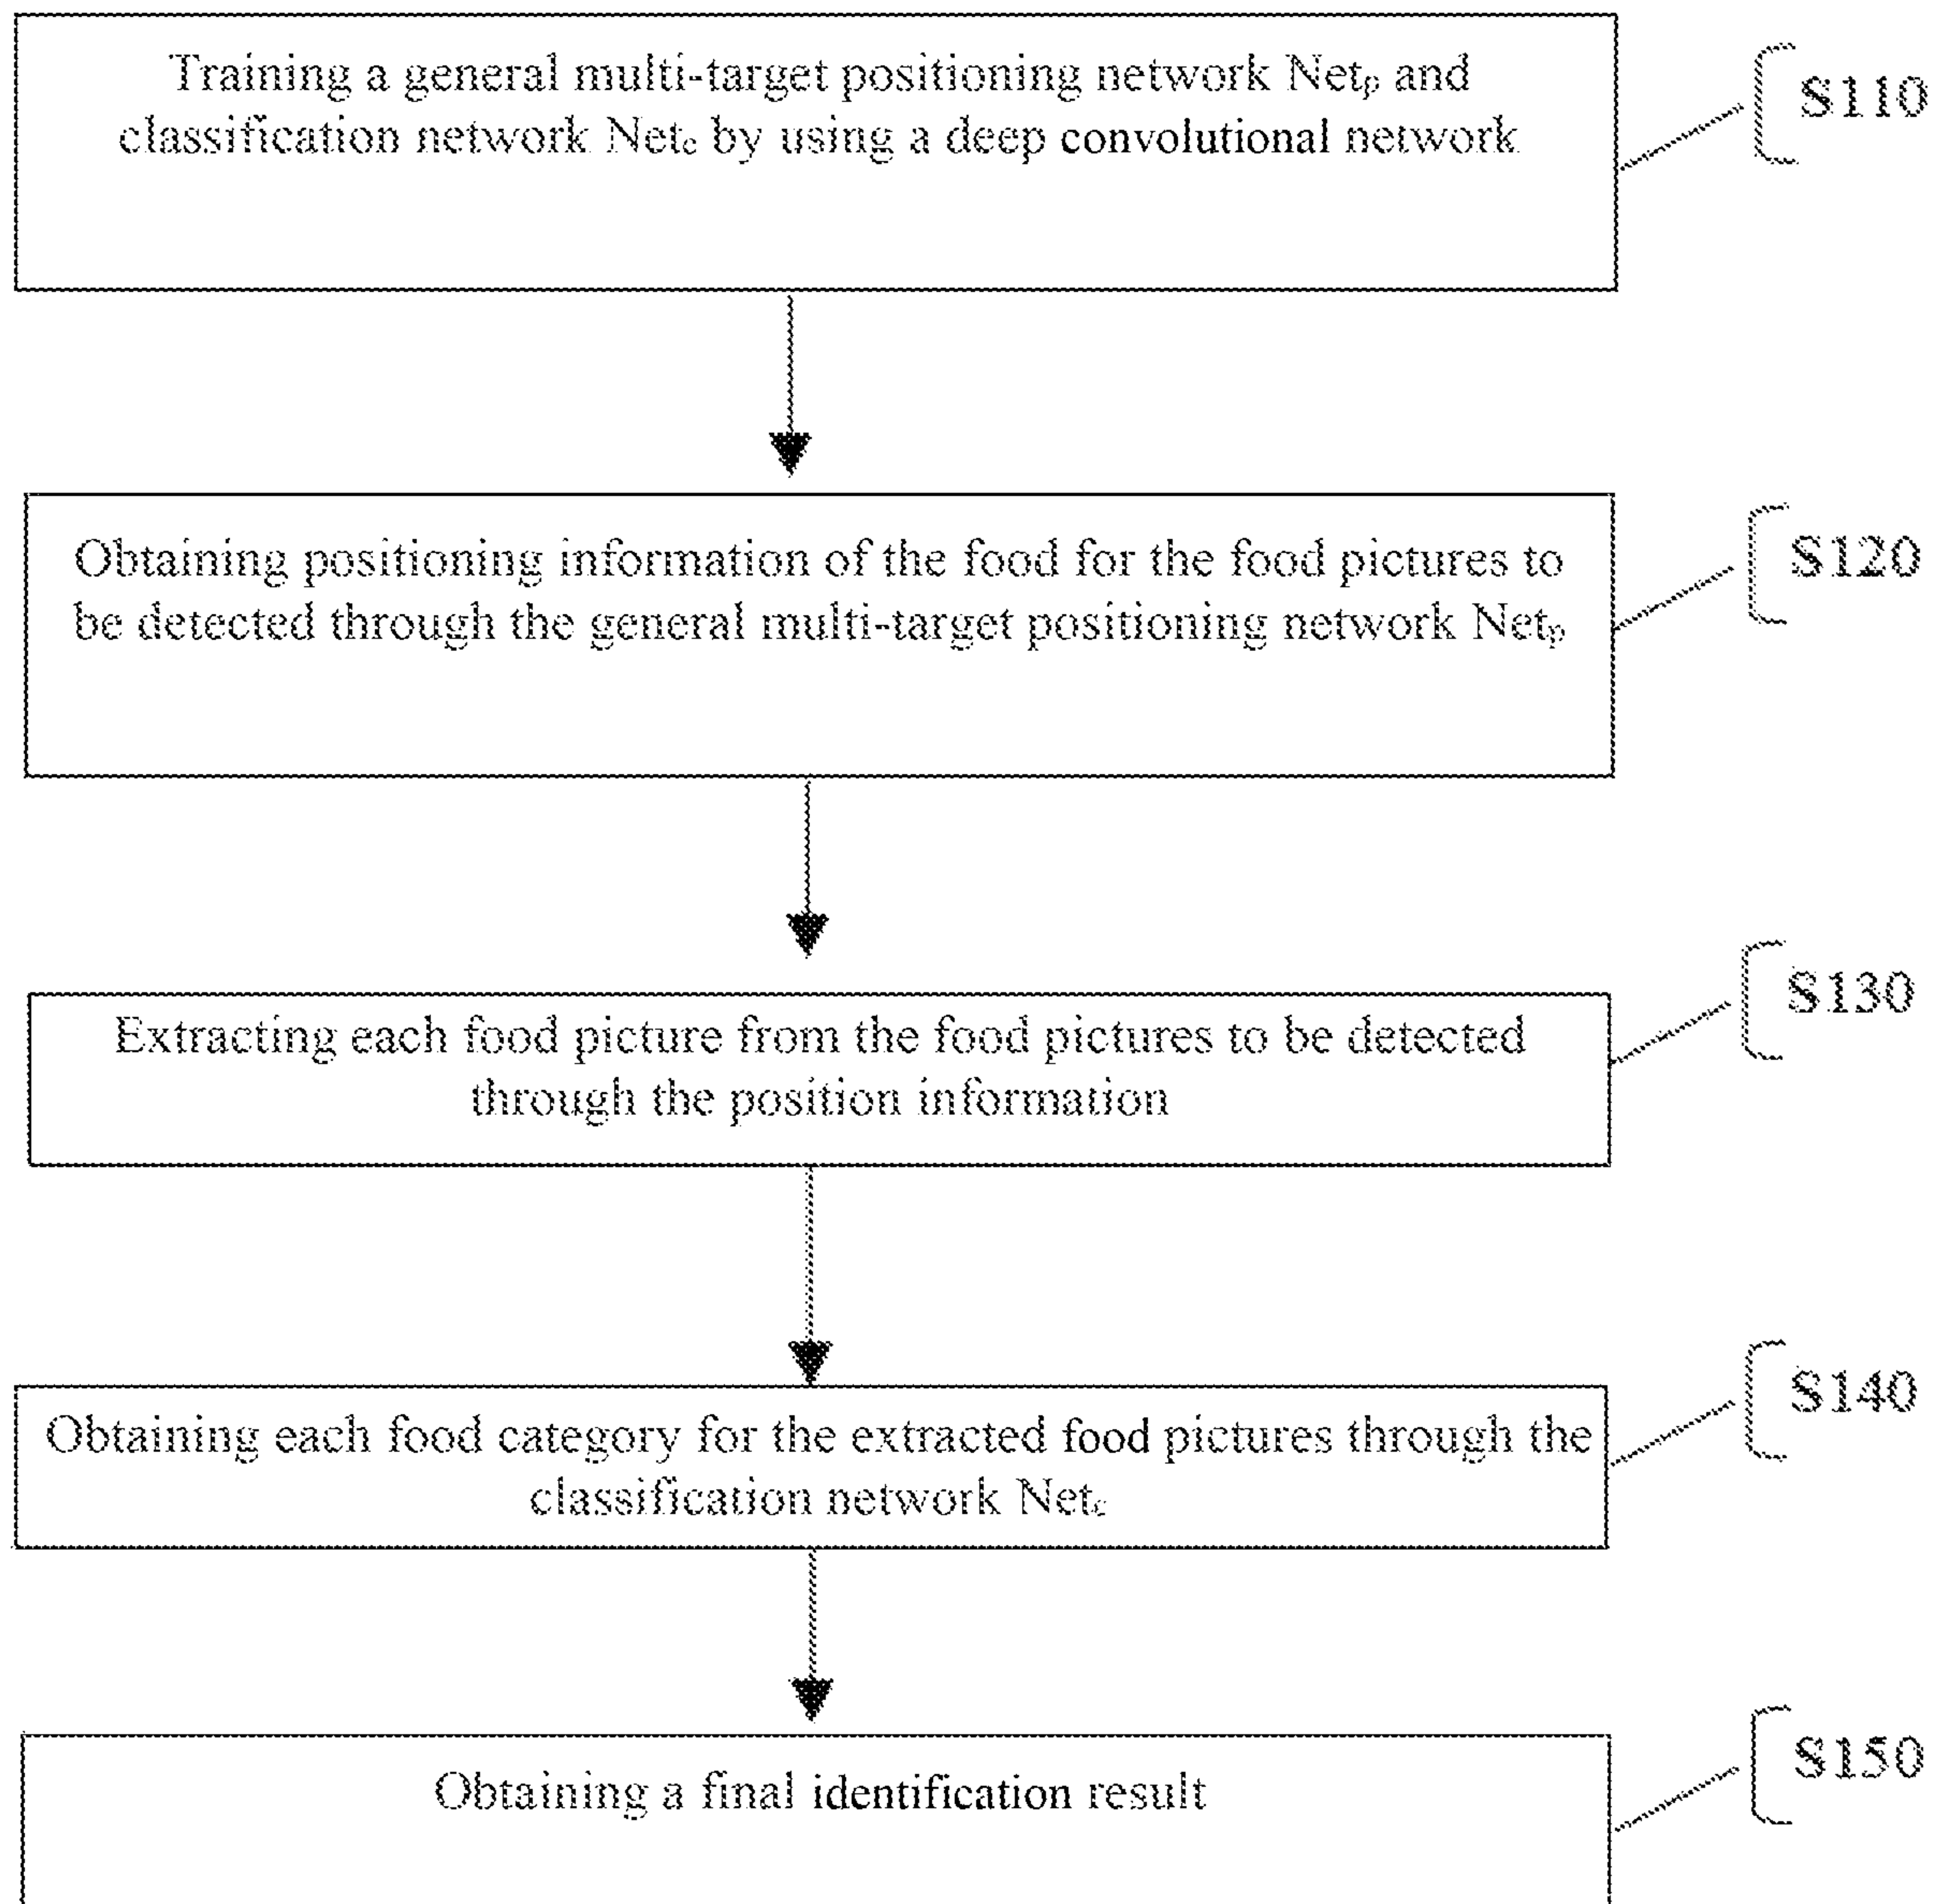 Training a general multi-target positioning network Netₚ and
classification network Net꜀ by using a deep convolutional network
S110
Obtaining positioning information of the food for the food pictures to
be detected through the general multi-target positioning network Netₚ
S120
Extracting each food picture from the food pictures to be detected
through the position information
S130
Obtaining each food category for the extracted food pictures through the
classification network Net꜀
S140
Obtaining a final identification result
S150